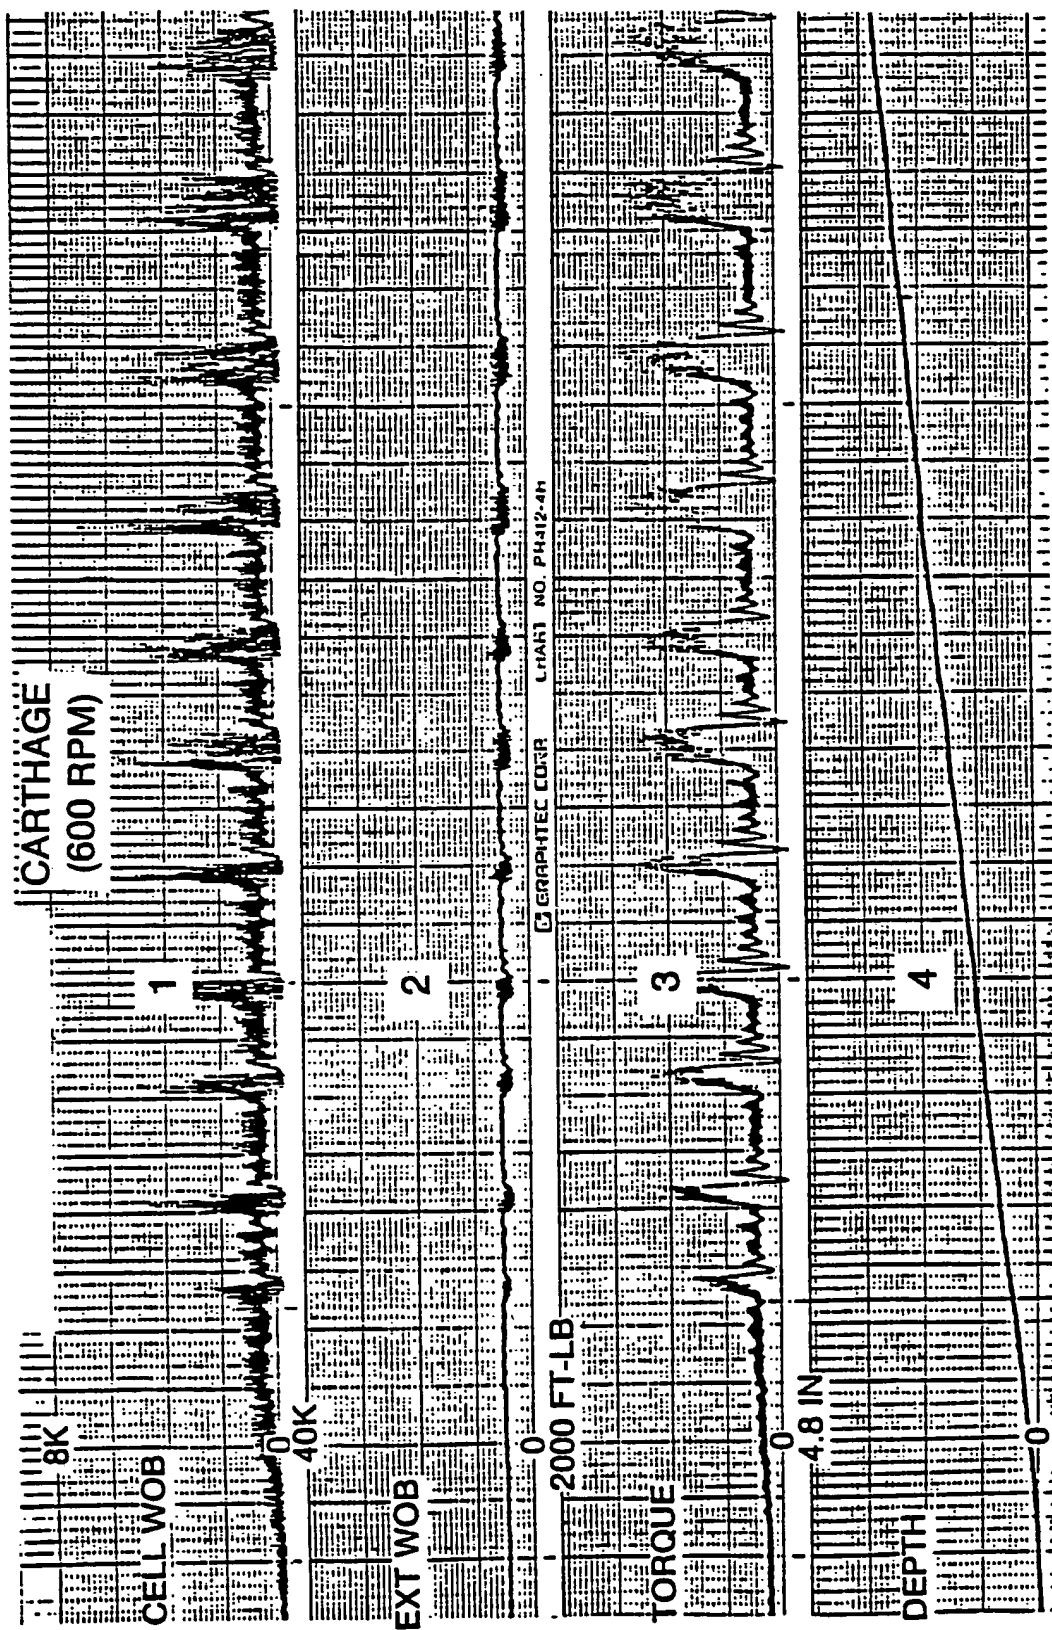 CARTHAGE
(600 RPM)
8K
CELL WOB
0
1
40K
EXT WOB
0
2
GRAPHTEC CORP CHART NO. PH412-4H
2000 FT-LB
TORQUE
0
3
4.8 IN
DEPTH
0
4